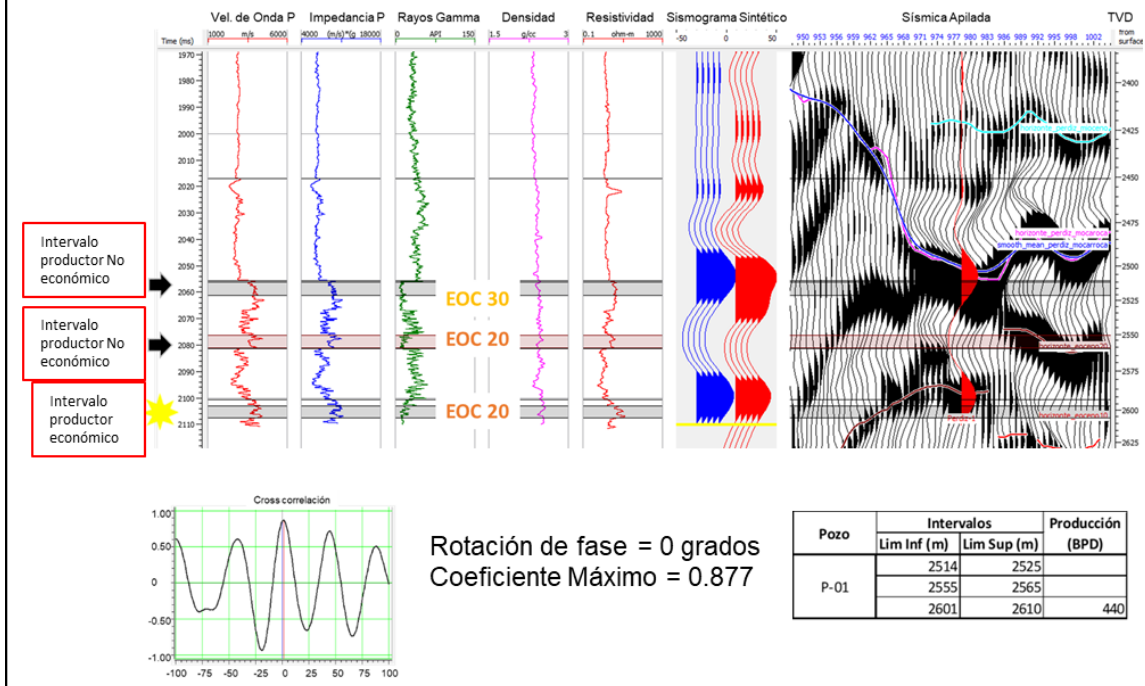 Vel. de Onda P Impedancia P Rayos Gamma Densidad Resistividad Sismograma Sintético Sísmica Apilada TVD
Time (ms) 1000 m/s 6000 4000 (m/s)*(g 18000 0 API 150 1.5 g/cc 3 0.1 ohm-m 1000 -50 0 50 950 953 956 959 962 965 968 971 974 977 980 983 986 989 992 995 998 1002 from
surface
1970
1980
1990
2000
2010
2020
2030
2040
2050
2060
2070
2080
2090
2100
2110
Intervalo
productor No
económico
Intervalo
productor No
económico
Intervalo
productor
económico
EOC 30
EOC 20
EOC 20
horizonte_perdiz_mioceno
horizonte_perdiz_mocarroca
smooth_mean_perdiz_mocarroca
horizonte_eoceno20
horizonte_eoceno10
Perdiz-1
2400
2450
2500
2550
2600
2625
Cross correlación
1.00
0.50
0
-0.50
-1.00
-100 -75 -50 -25 0 25 50 75 100
Rotación de fase = 0 grados
Coeficiente Máximo = 0.877
Pozo Intervalos Producción
Lim Inf (m) Lim Sup (m) (BPD)
P-01 2514 2525
2555 2565
2601 2610 440